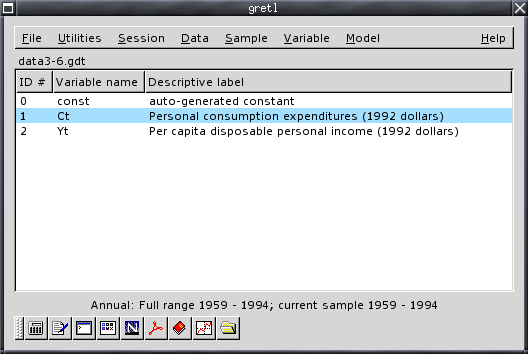 gretl
File Utilities Session Data Sample Variable Model Help
data3-6.gdt
ID # Variable name Descriptive label
0 const auto-generated constant
1 Ct Personal consumption expenditures (1992 dollars)
2 Yt Per capita disposable personal income (1992 dollars)
Annual: Full range 1959 - 1994; current sample 1959 - 1994